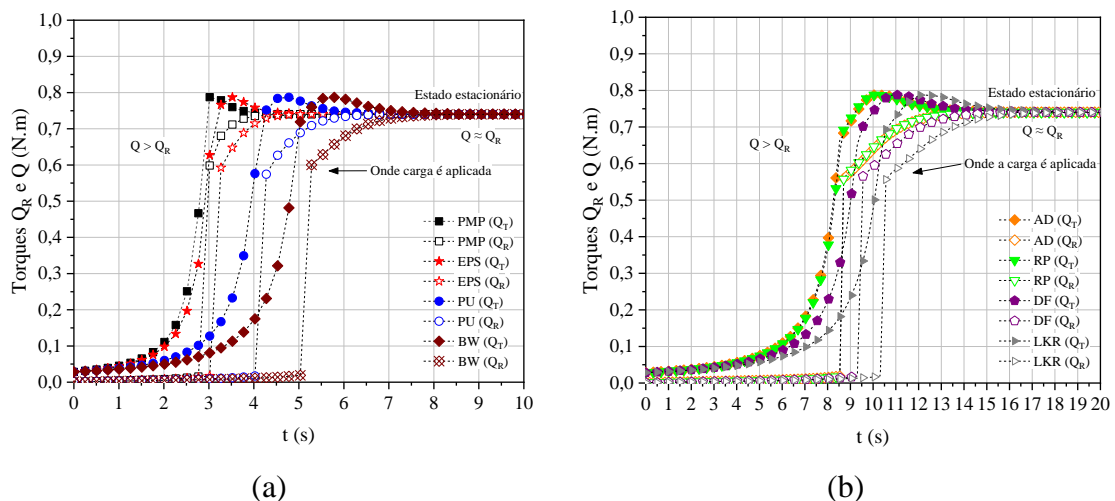 1,0
0,9
0,8
0,7
0,6
0,5
0,4
0,3
0,2
0,1
0,0
Torques Q_R e Q (N.m)
Estado estacionário
Q > Q_R
Q ≈ Q_R
Onde carga é aplicada
PMP (Q_T)
PMP (Q_R)
EPS (Q_T)
EPS (Q_R)
PU (Q_T)
PU (Q_R)
BW (Q_T)
BW (Q_R)
0 1 2 3 4 5 6 7 8 9 10
t (s)
(a)
1,0
0,9
0,8
0,7
0,6
0,5
0,4
0,3
0,2
0,1
0,0
Torques Q_R e Q (N.m)
Estado estacionário
Q > Q_R
Q ≈ Q_R
Onde a carga é aplicada
AD (Q_T)
AD (Q_R)
RP (Q_T)
RP (Q_R)
DF (Q_T)
DF (Q_R)
LKR (Q_T)
LKR (Q_R)
0 1 2 3 4 5 6 7 8 9 10 11 12 13 14 15 16 17 18 19 20
t (s)
(b)